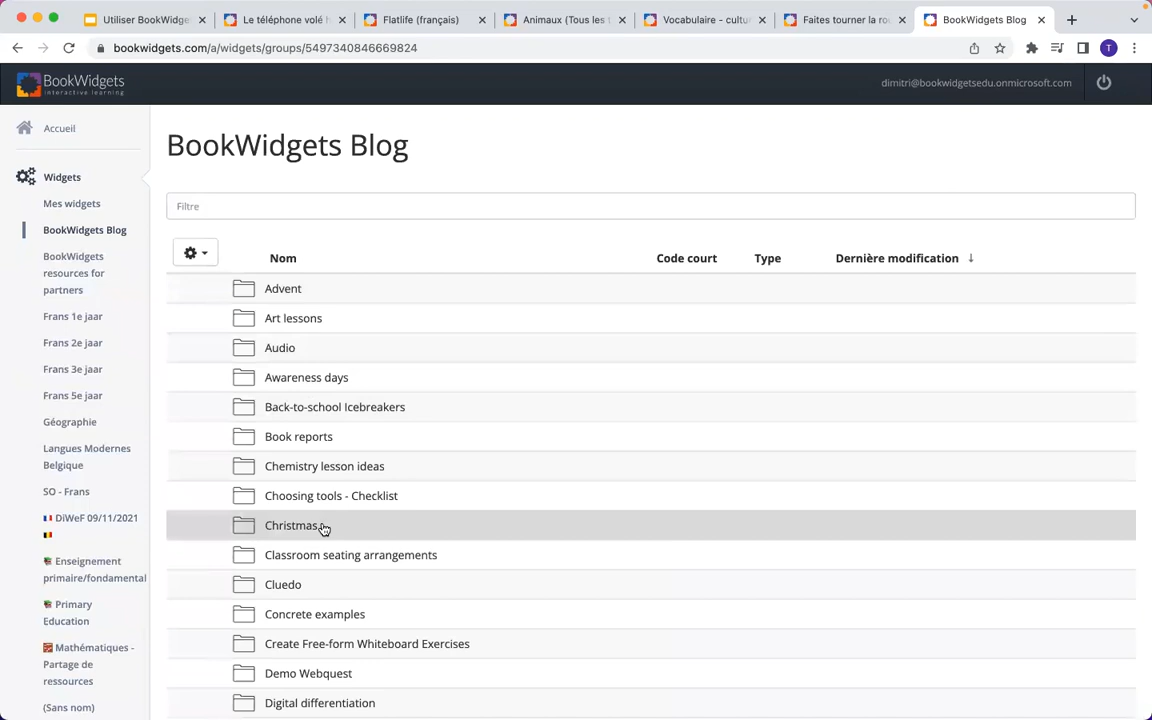 Utiliser BookWidge
Le téléphone volé
Flatlife (français)
Animaux (Tous les
Vocabulaire - cultur
Faites tourner la ro
BookWidgets Blog
bookwidgets.com/a/widgets/groups/5497340846669824
T
BookWidgets
interactive learning
dimitri@bookwidgetsedu.onmicrosoft.com
Accueil
Widgets
Mes widgets
BookWidgets Blog
BookWidgets
resources for
partners
Frans 1e jaar
Frans 2e jaar
Frans 3e jaar
Frans 5e jaar
Géographie
Langues Modernes
Belgique
SO - Frans
DiWeF 09/11/2021
Enseignement
primaire/fondamental
Primary
Education
Mathématiques -
Partage de
ressources
(Sans nom)
BookWidgets Blog
Filtre
Nom Code court Type Dernière modification ↓
Advent
Art lessons
Audio
Awareness days
Back-to-school Icebreakers
Book reports
Chemistry lesson ideas
Choosing tools - Checklist
Christmas
Classroom seating arrangements
Cluedo
Concrete examples
Create Free-form Whiteboard Exercises
Demo Webquest
Digital differentiation